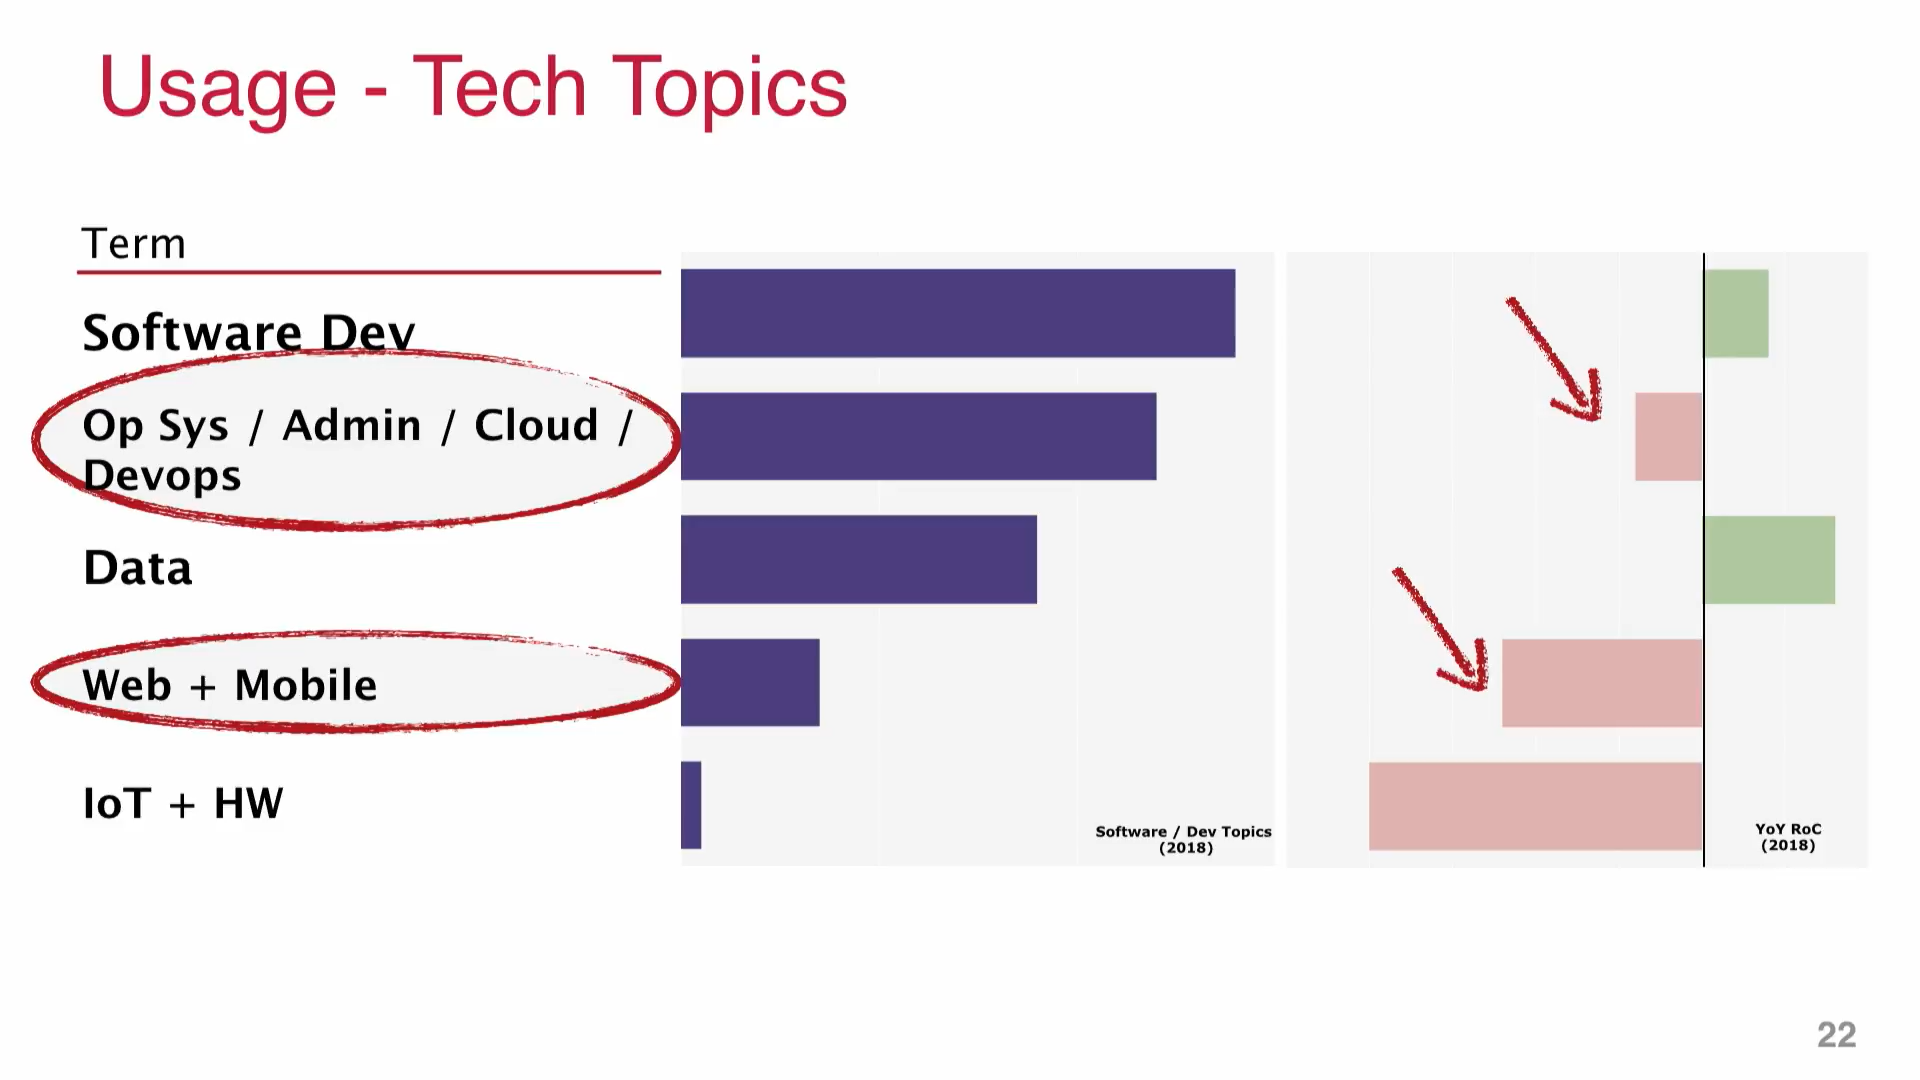 Usage - Tech Topics
Term
Software Dev
Op Sys / Admin / Cloud /
Devops
Data
Web + Mobile
IoT + HW
Software / Dev Topics
(2018)
YoY RoC
(2018)
22